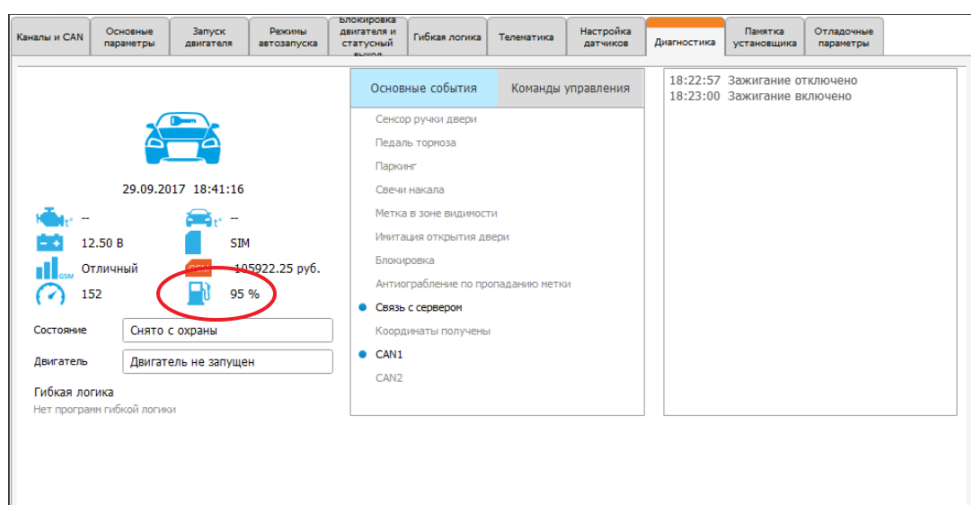 Каналы и CAN
Основные
параметры
Запуск
двигателя
Режимы
автозапуска
Блокировка
двигателя и
статусный
выход
Гибкая логика
Телематика
Настройка
датчиков
Диагностика
Памятка
установщика
Отладочные
параметры
29.09.2017 18:41:16
t° --
t° --
12.50 В
SIM
GSM Отличный
GSM -105922.25 руб.
152
95 %
Состояние Снято с охраны
Двигатель Двигатель не запущен
Гибкая логика
Нет программ гибкой логики
Основные события
Команды управления
Сенсор ручки двери
Педаль тормоза
Паркинг
Свечи накала
Метка в зоне видимости
Имитация открытия двери
Блокировка
Антиограбление по пропаданию метки
Связь с сервером
Координаты получены
CAN1
CAN2
18:22:57 Зажигание отключено
18:23:00 Зажигание включено